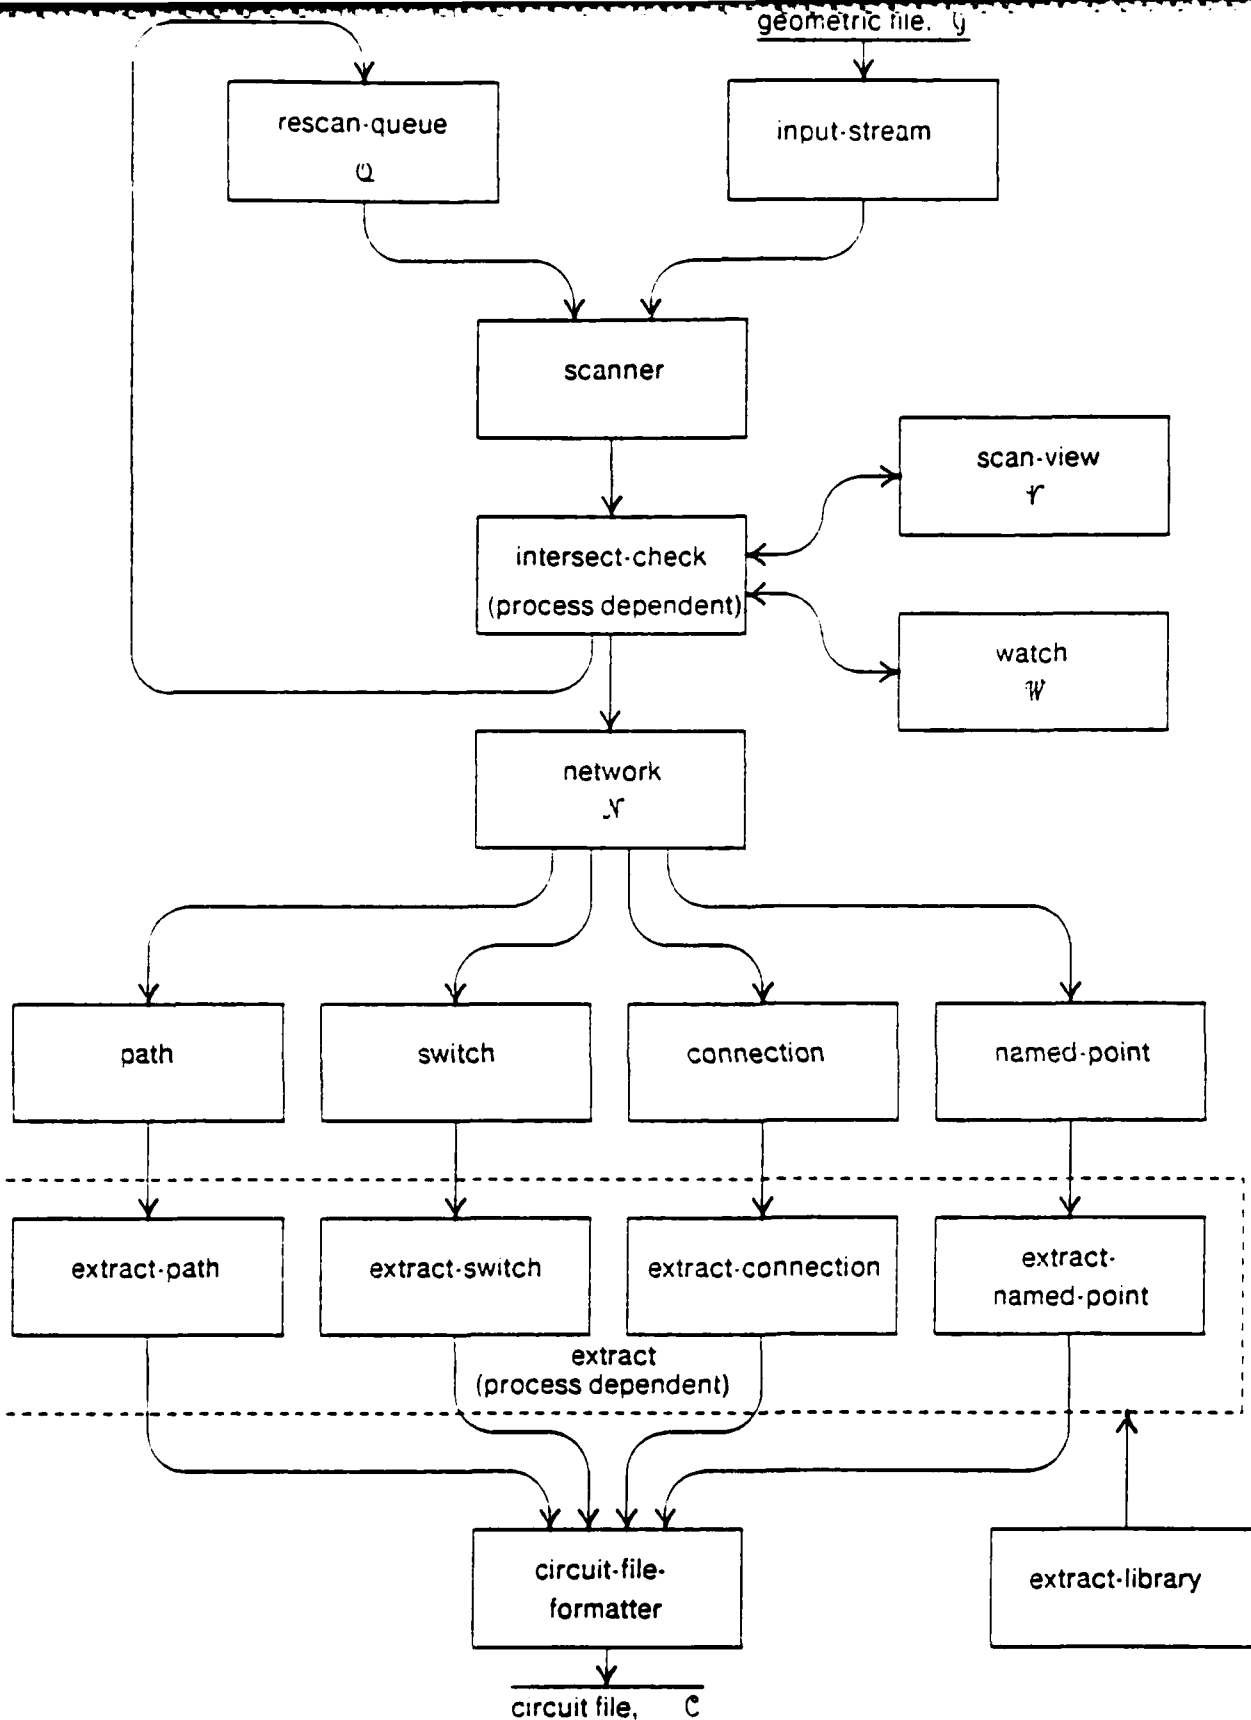 geometric file, G
rescan-queue
Q
input-stream
scanner
scan-view
V
intersect-check
(process dependent)
watch
W
network
N
path
switch
connection
named-point
extract-path
extract-switch
extract-connection
extract-
named-point
extract
(process dependent)
circuit-file-
formatter
extract-library
circuit file, C